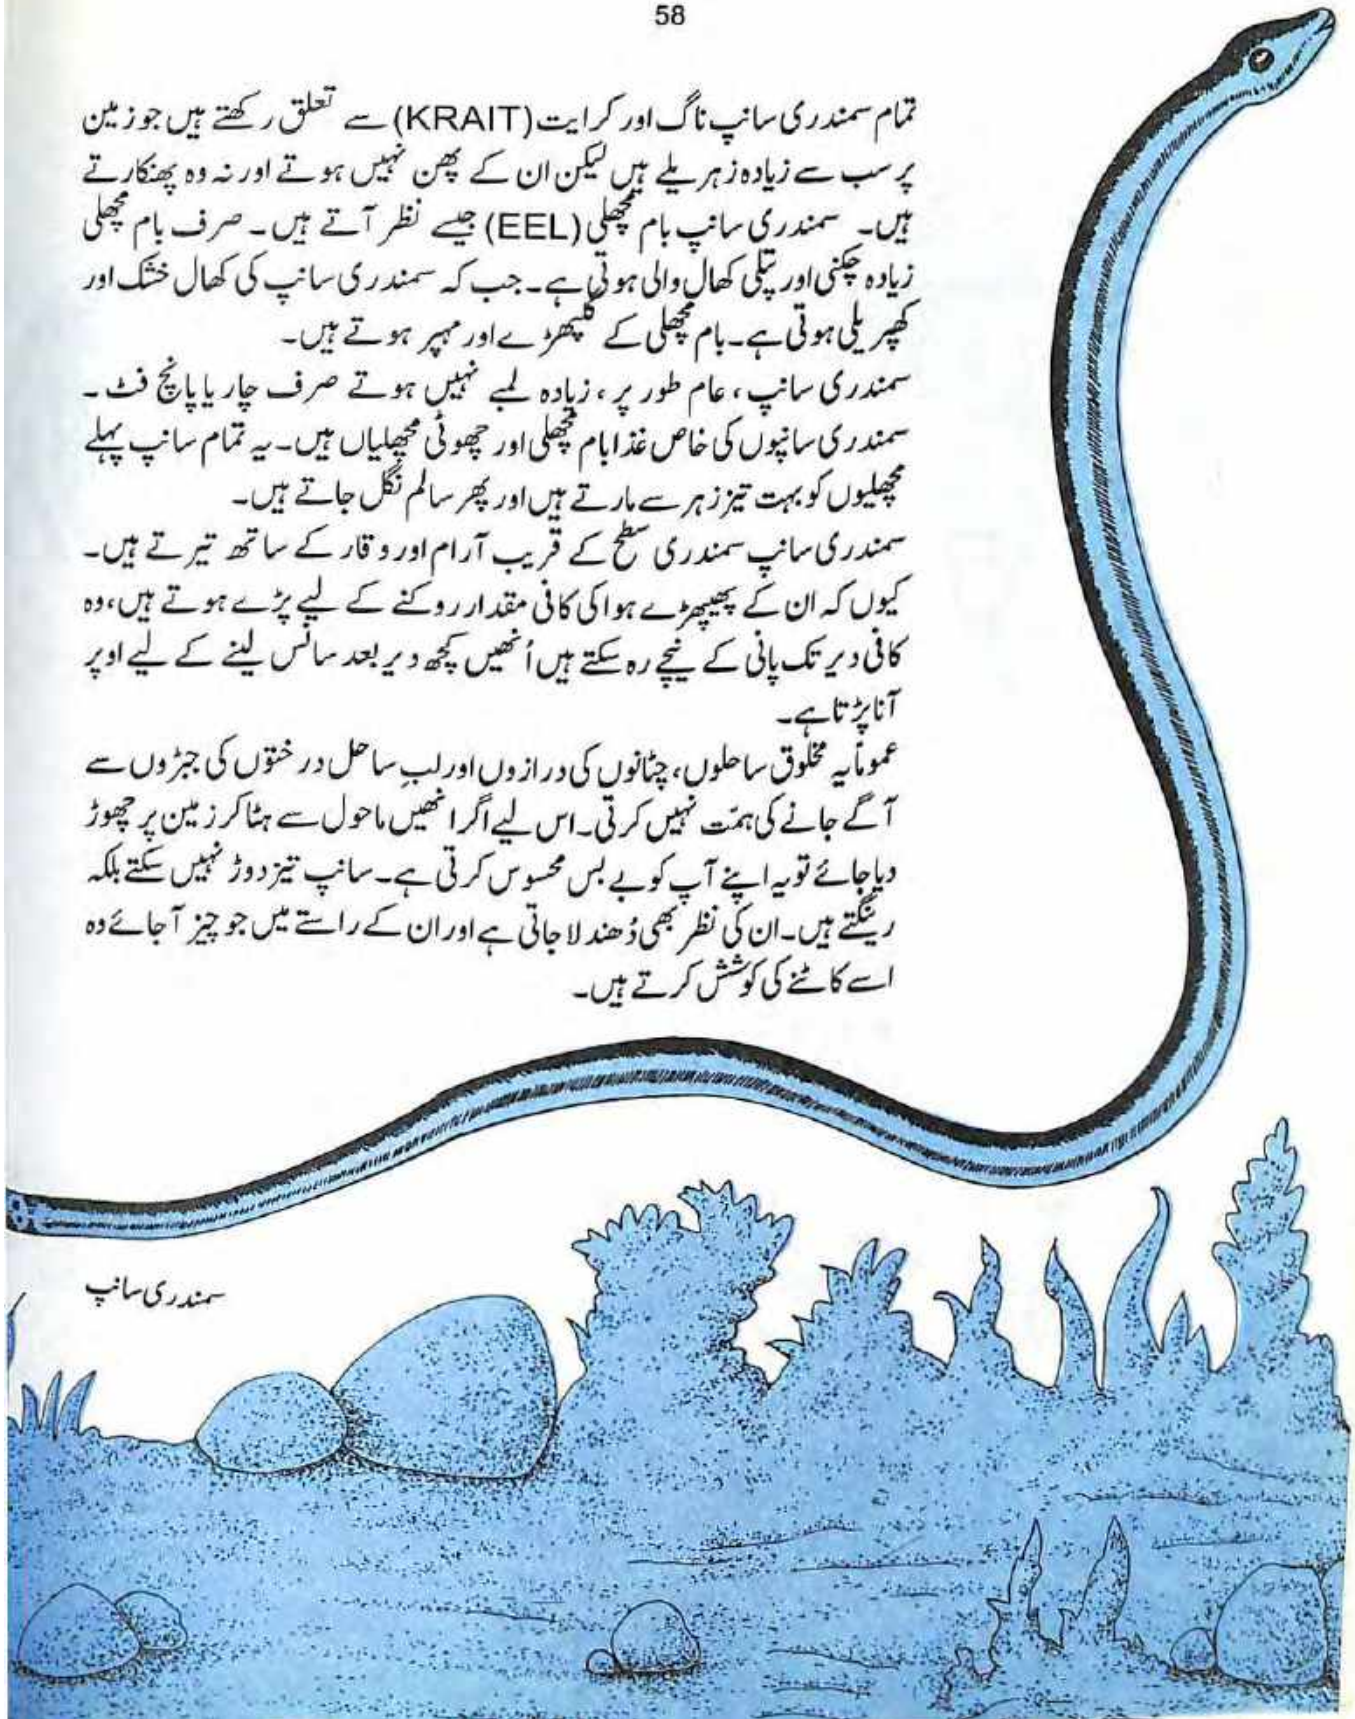 58
تمام سمندری سانپ ناگ اور کرایت (KRAIT) سے تعلق رکھتے ہیں جو زمین
پر سب سے زیادہ زہریلے ہیں لیکن ان کے پھن نہیں ہوتے اور نہ وہ پھنکارتے
ہیں۔ سمندری سانپ بام مچھلی (EEL) جیسے نظر آتے ہیں۔ صرف بام مچھلی
زیادہ چکنی اور پتلی کھال والی ہوتی ہے۔ جب کہ سمندری سانپ کی کھال خشک اور
کھپریلی ہوتی ہے۔ بام مچھلی کے گلپھڑے اور مہپر ہوتے ہیں۔
سمندری سانپ، عام طور پر، زیادہ لمبے نہیں ہوتے صرف چار یا پانچ فٹ۔
سمندری سانپوں کی خاص غذا بام مچھلی اور چھوٹی مچھلیاں ہیں۔ یہ تمام سانپ پہلے
مچھلیوں کو بہت تیز زہر سے مارتے ہیں اور پھر سالم نگل جاتے ہیں۔
سمندری سانپ سمندری سطح کے قریب آرام اور وقار کے ساتھ تیرتے ہیں۔
کیوں کہ ان کے پھیپھڑے ہوا کی کافی مقدار روکنے کے لیے پڑے ہوتے ہیں، وہ
کافی دیر تک پانی کے نیچے رہ سکتے ہیں اُنھیں کچھ دیر بعد سانس لینے کے لیے اوپر
آنا پڑتا ہے۔
عموماً یہ مخلوق ساحلوں، چٹانوں کی درازوں اور لبِ ساحل درختوں کی جڑوں سے
آگے جانے کی ہمّت نہیں کرتی۔ اس لیے اگر انھیں ماحول سے ہٹا کر زمین پر چھوڑ
دیا جائے تو یہ اپنے آپ کو بے بس محسوس کرتی ہے۔ سانپ تیز دوڑ نہیں سکتے بلکہ
رینگتے ہیں۔ ان کی نظر بھی دُھندلا جاتی ہے اور ان کے راستے میں جو چیز آجائے وہ
اسے کاٹنے کی کوشش کرتے ہیں۔
سمندری سانپ